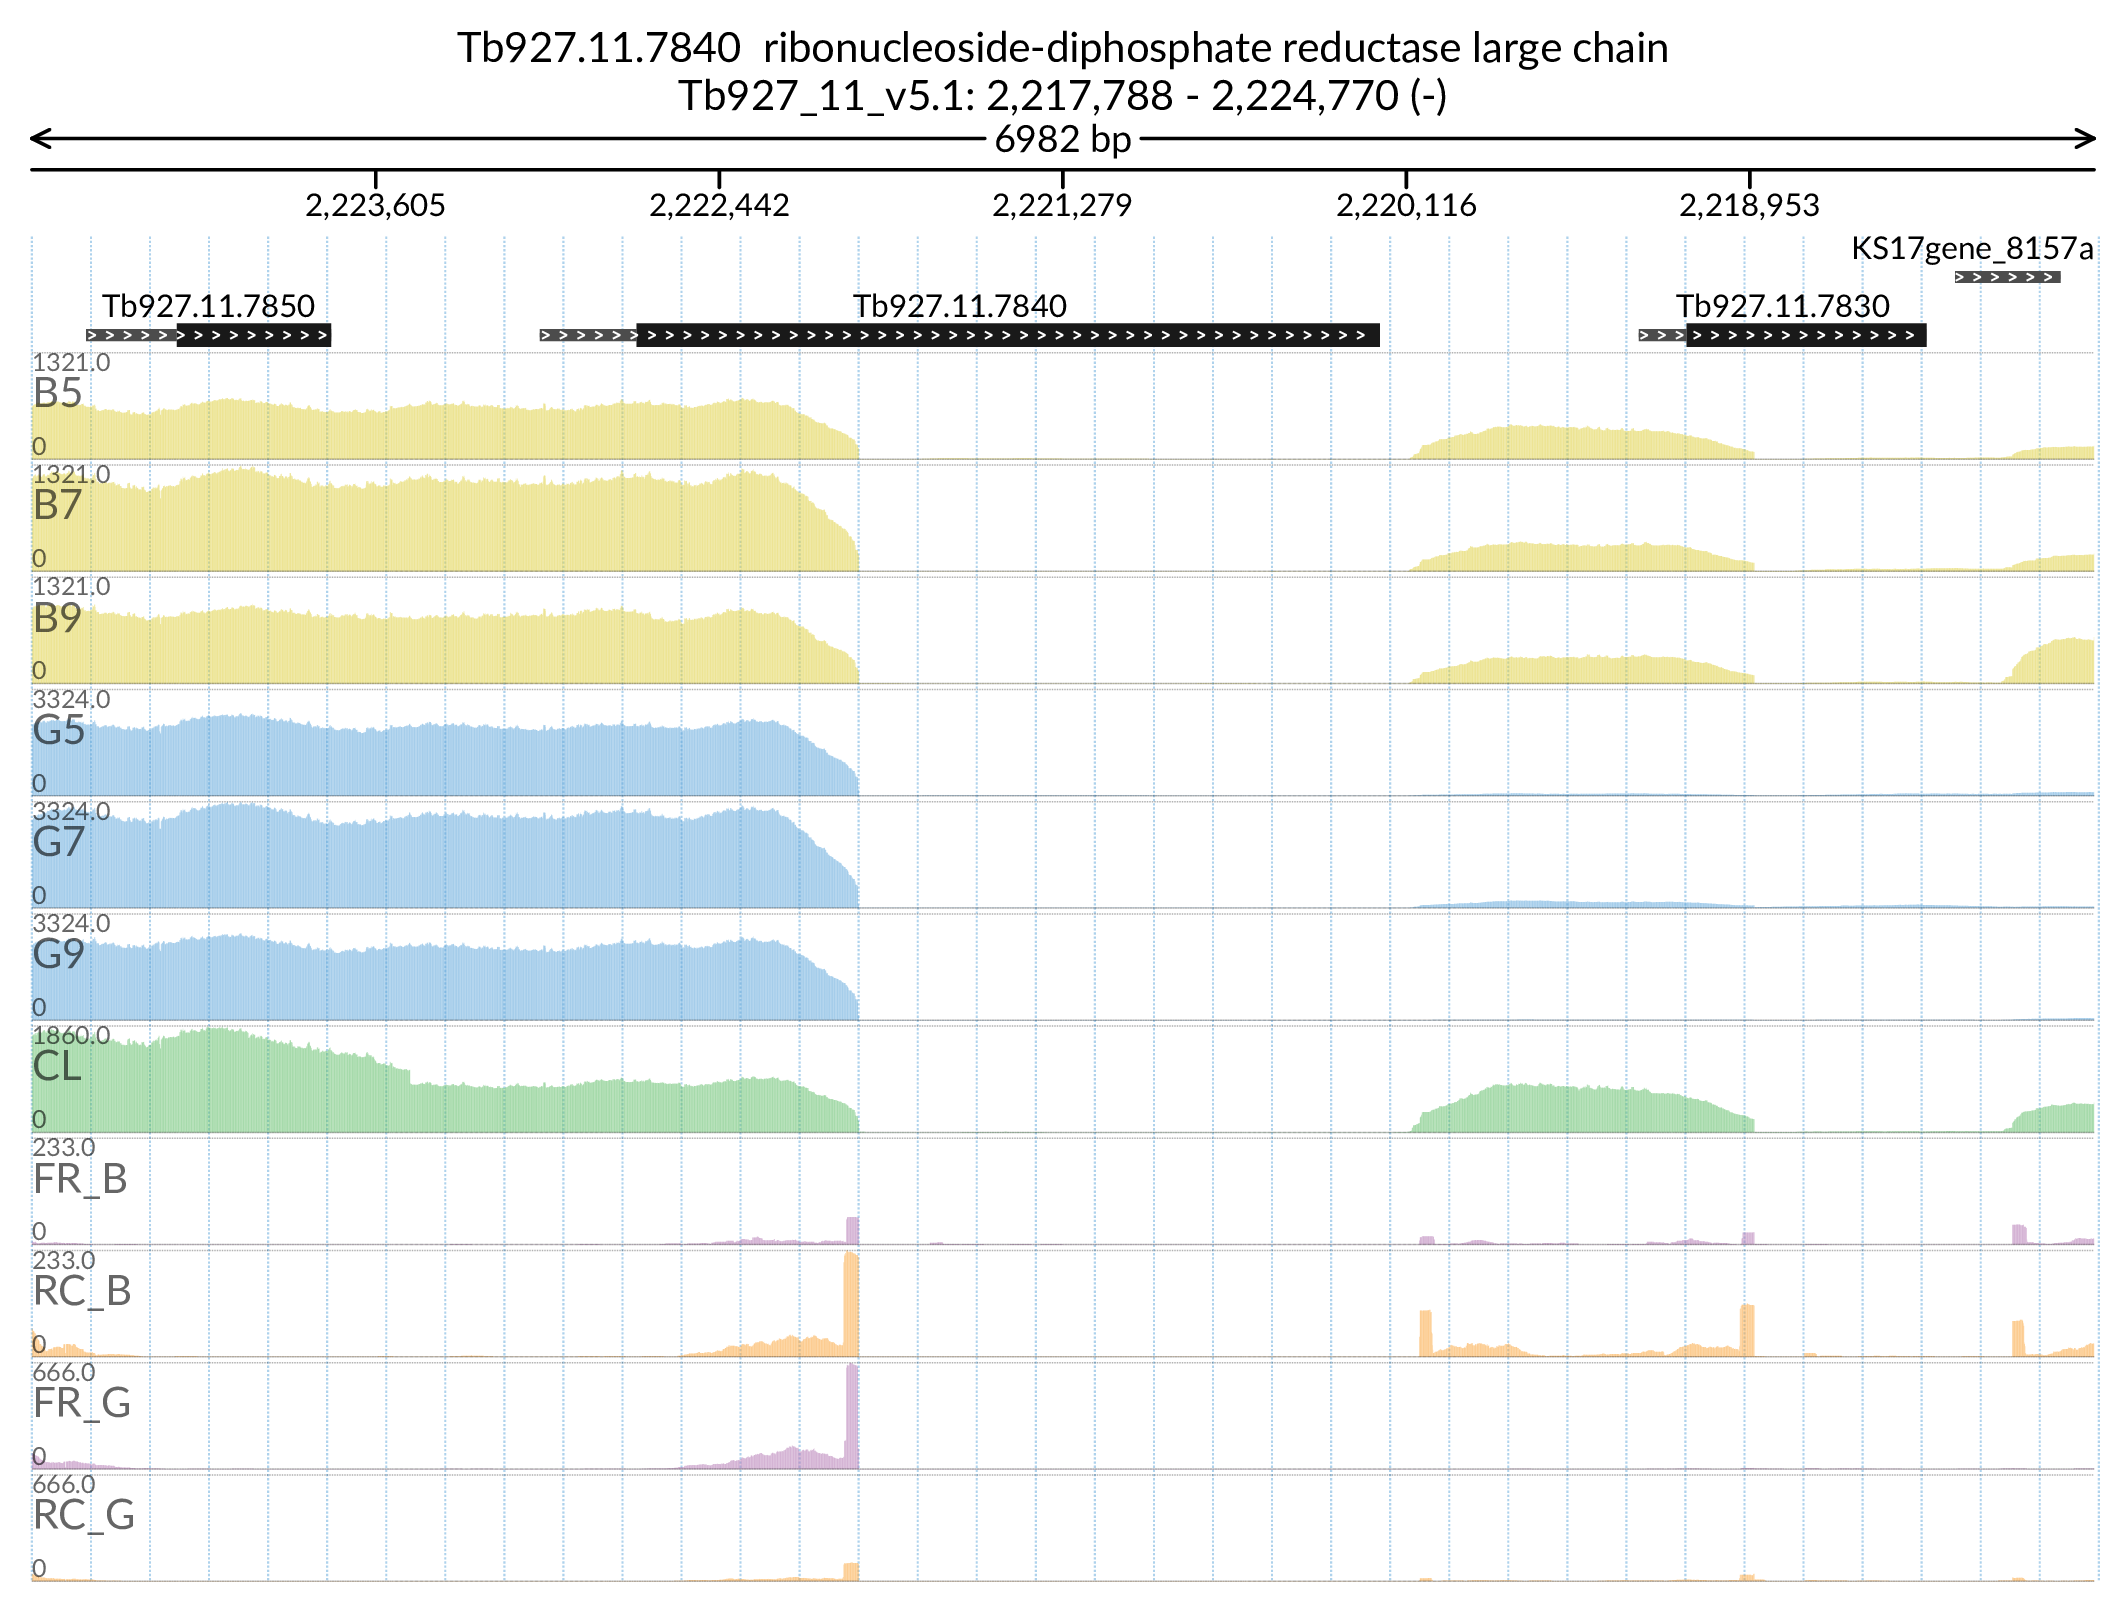 Tb927.11.7840  ribonucleoside-diphosphate reductase large chain
Tb927_11_v5.1: 2,217,788 - 2,224,770 (-)
6982 bp
2,223,605 2,222,442 2,221,279 2,220,116 2,218,953
KS17gene_8157a
Tb927.11.7850 Tb927.11.7840 Tb927.11.7830
1321.0
B5
0
1321.0
B7
0
1321.0
B9
0
3324.0
G5
0
3324.0
G7
0
3324.0
G9
0
1860.0
CL
0
233.0
FR_B
0
233.0
RC_B
0
666.0
FR_G
0
666.0
RC_G
0